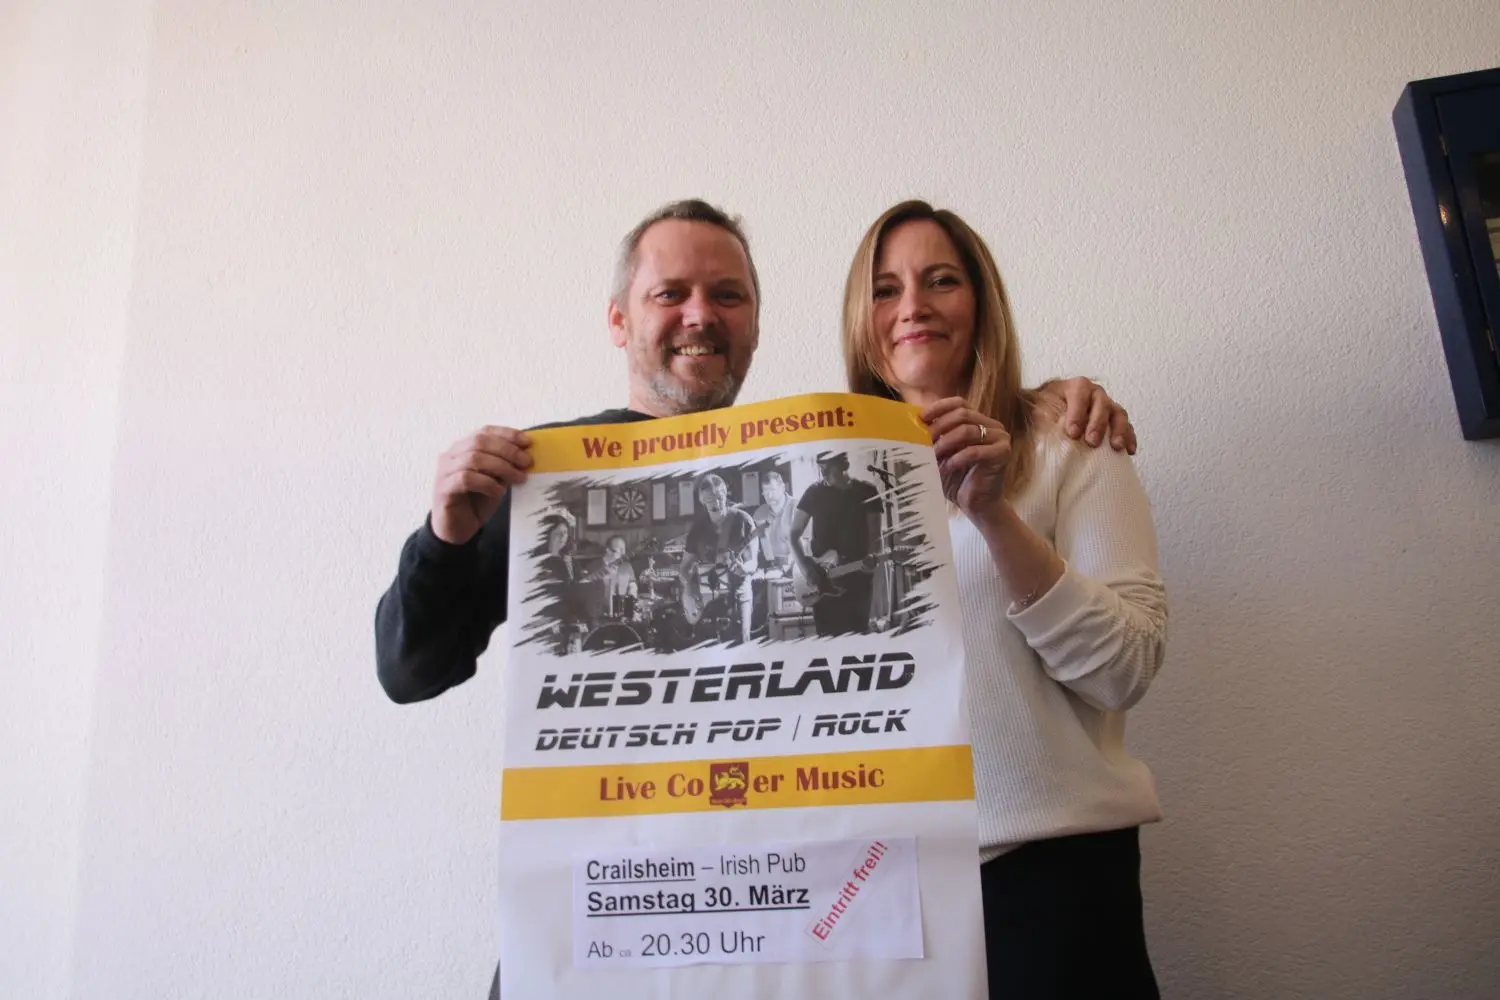 We proudly present:
WESTERLAND
DEUTSCH POP / ROCK
Live Co er Music
Crailsheim – Irish Pub
Samstag 30. März
Eintritt frei!!
Ab ca. 20.30 Uhr